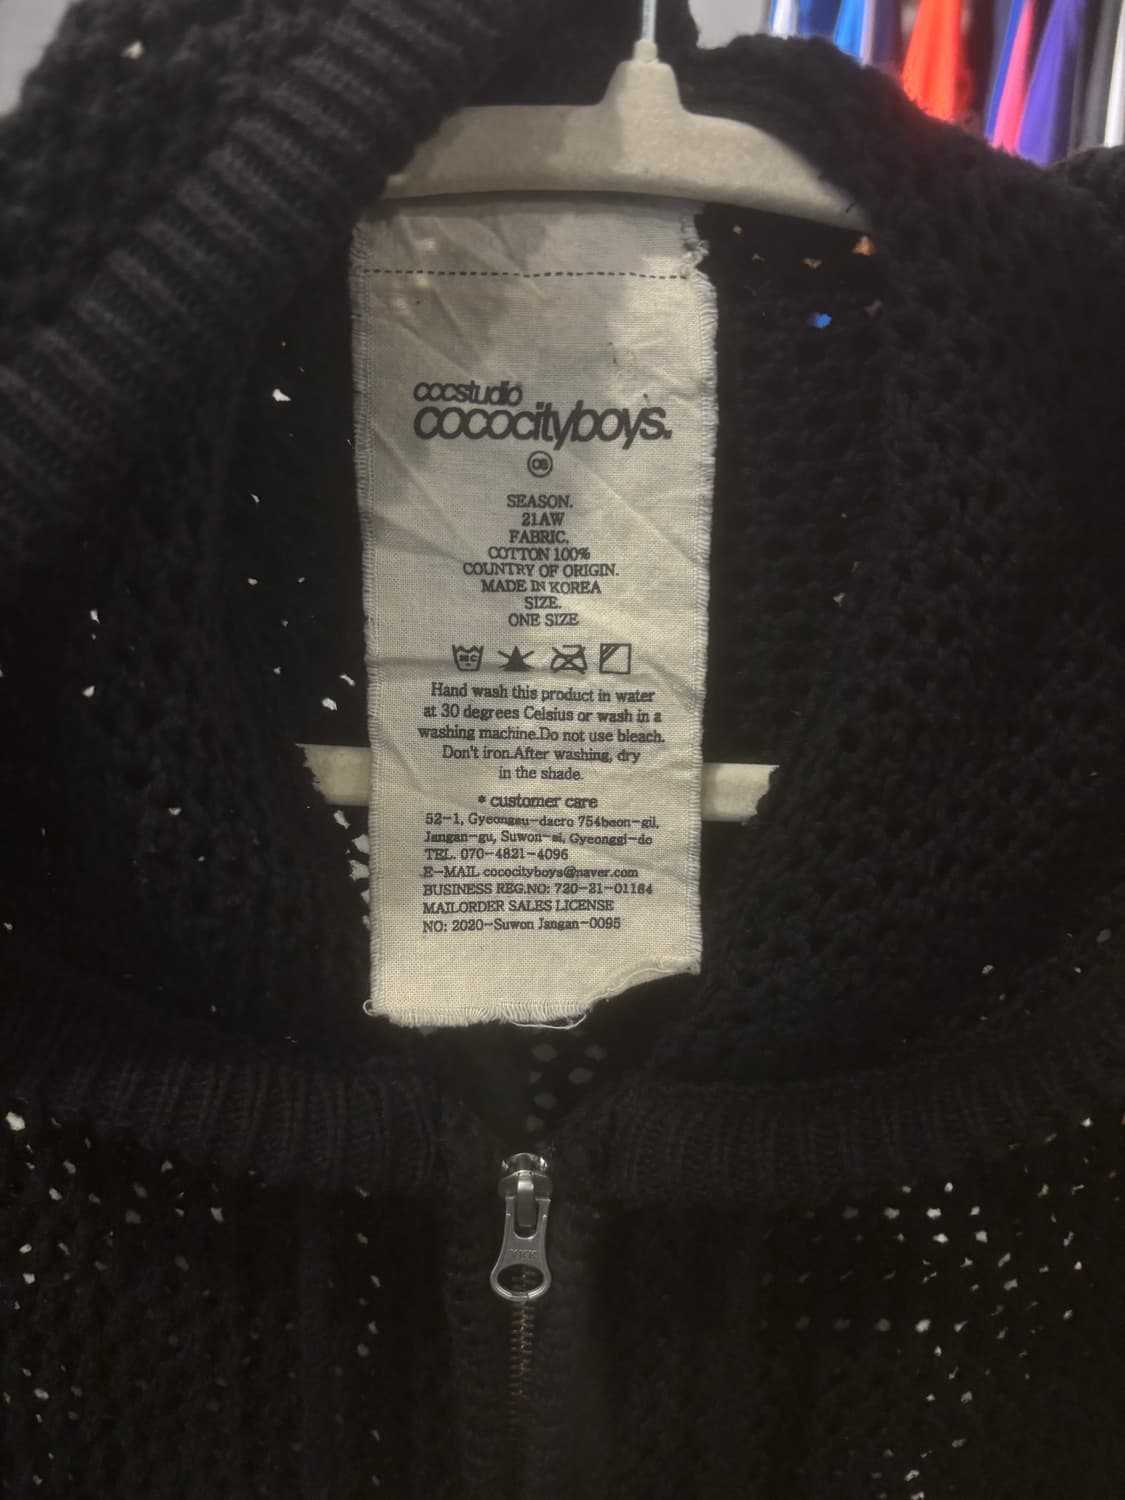 cccstudio
cococityboys.
OS
SEASON.
21AW
FABRIC.
COTTON 100%
COUNTRY OF ORIGIN.
MADE IN KOREA
SIZE.
ONE SIZE
Hand wash this product in water
at 30 degrees Celsius or wash in a
washing machine.Do not use bleach.
Don't iron.After washing, dry
in the shade.
* customer care
52-1, Gyeongsu-daero 754beon-gil,
Jangan-gu, Suwon-si, Gyeonggi-do
TEL. 070-4821-4096
E-MAIL cococityboys@naver.com
BUSINESS REG.NO: 720-21-01184
MAILORDER SALES LICENSE
NO: 2020-Suwon Jangan-0095
YKK